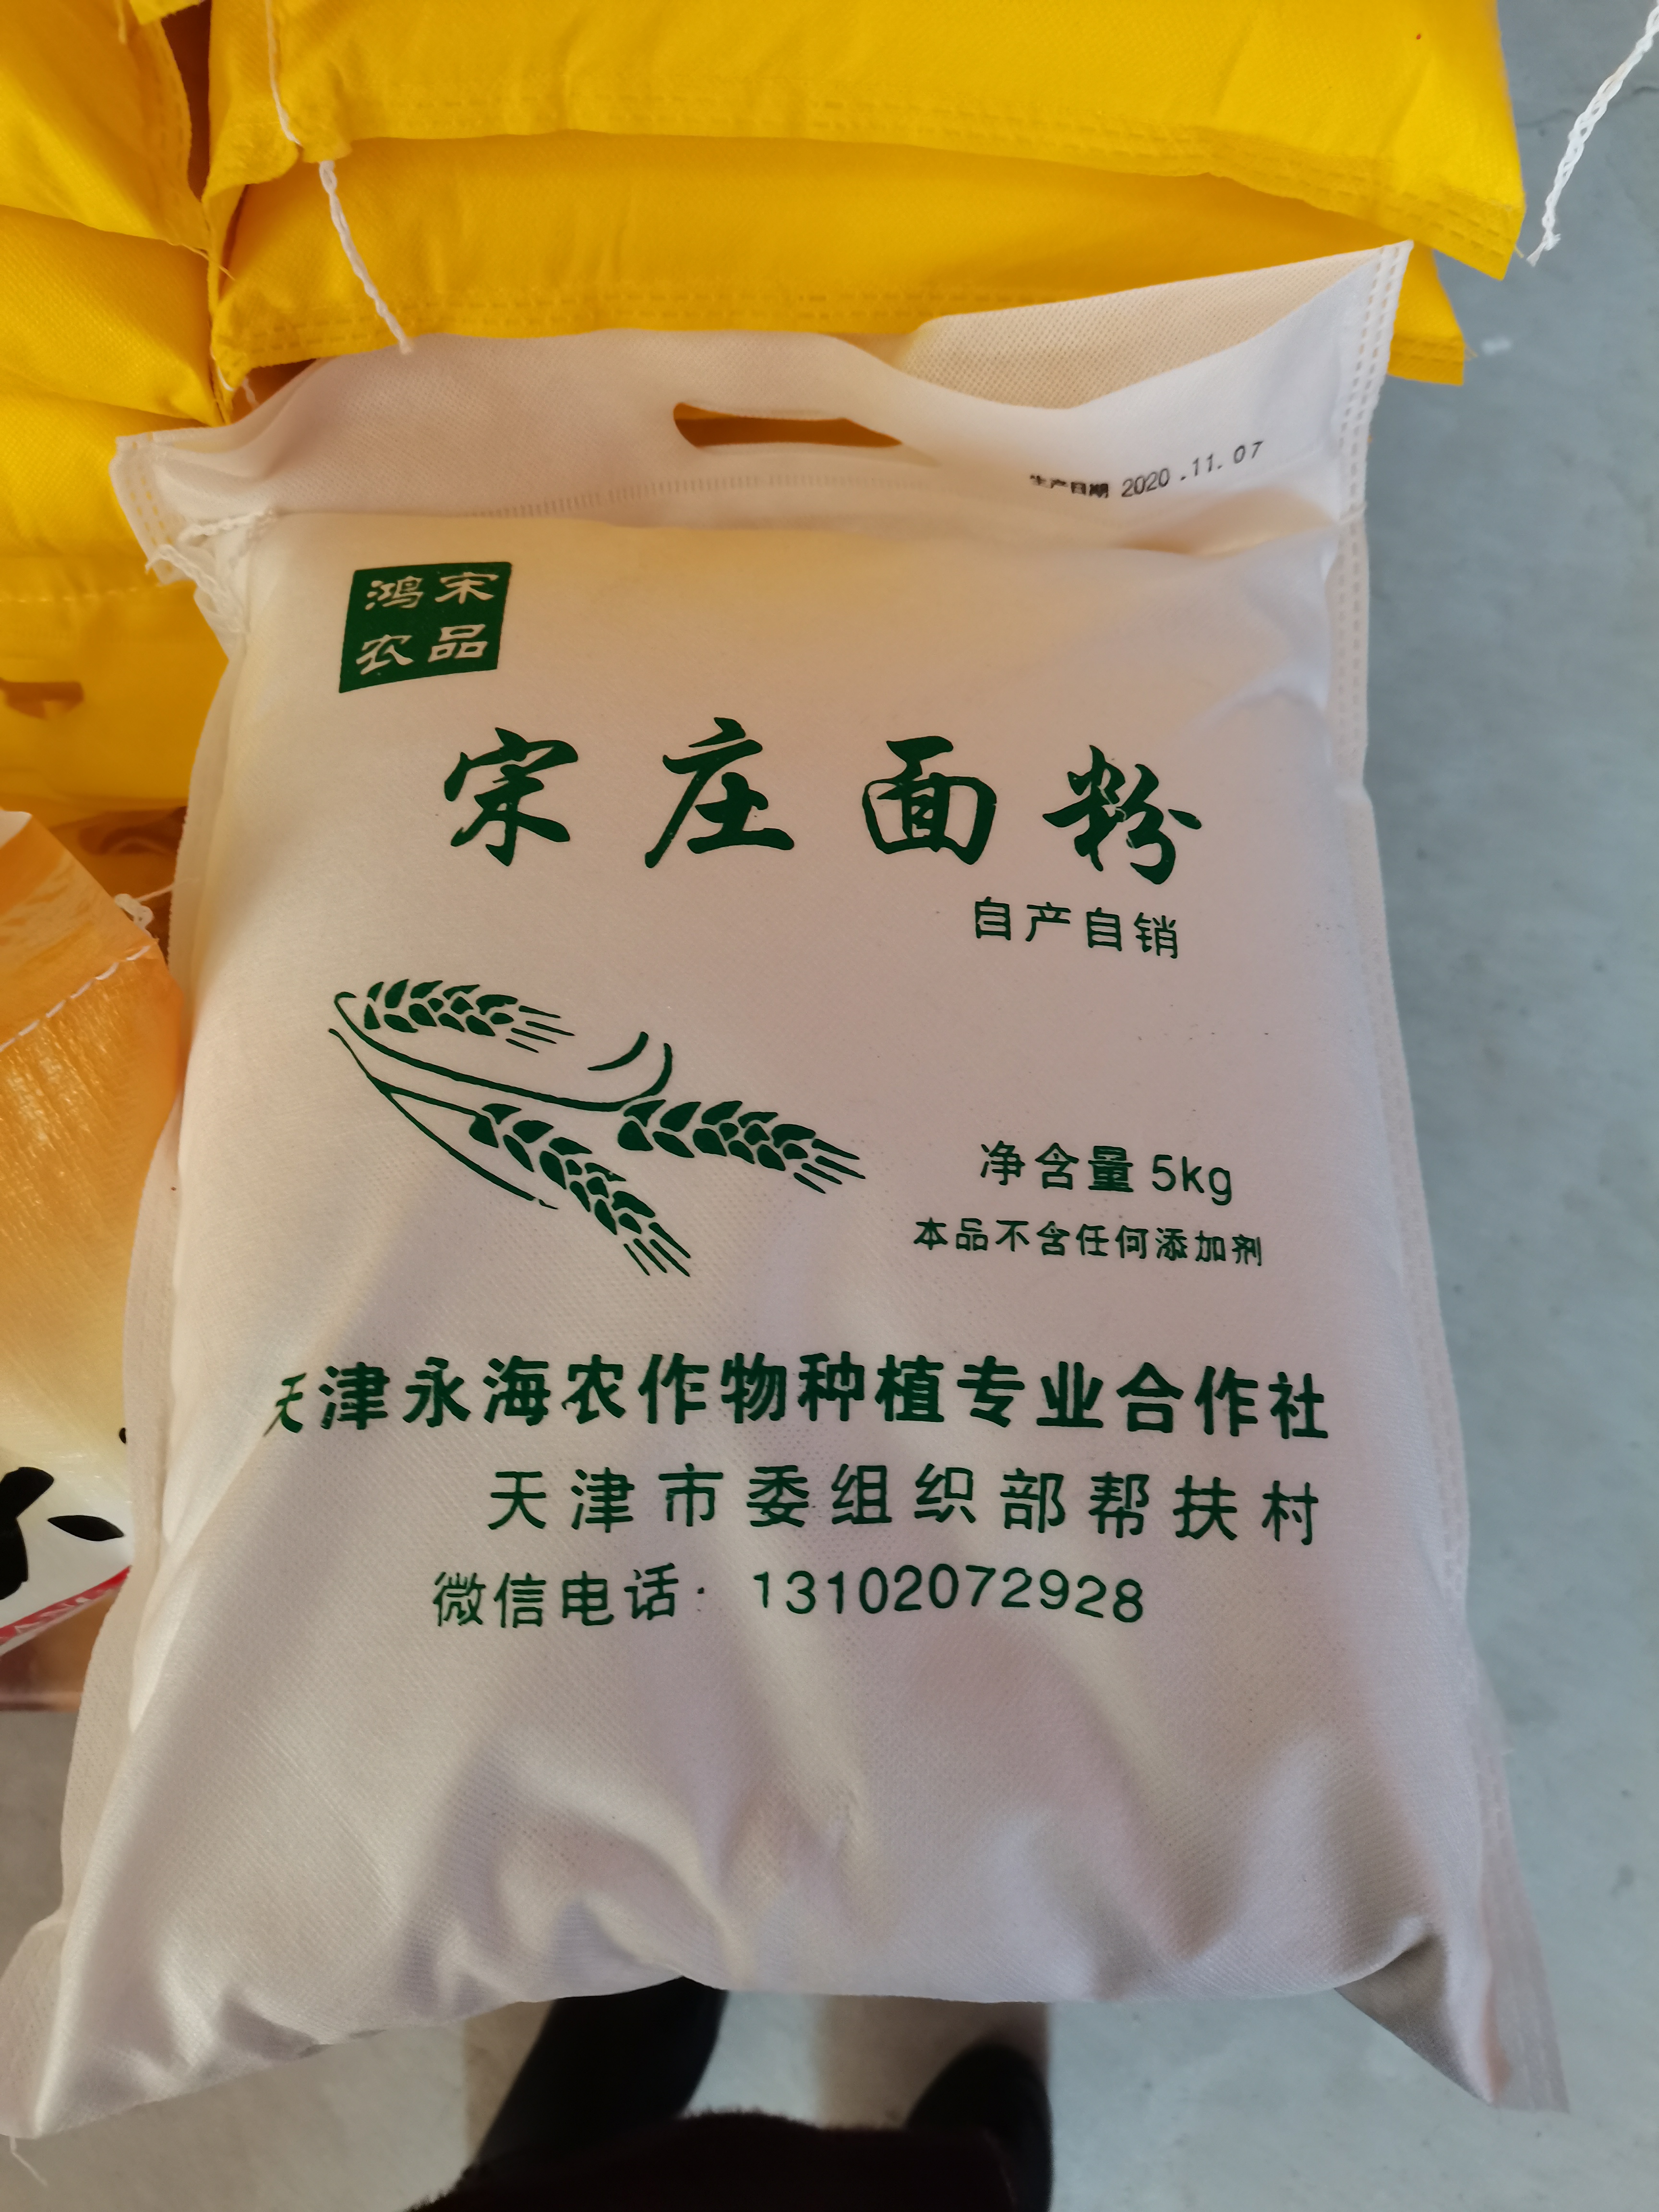 生产日期 2020.11.07
鸿宋
农品
宋庄面粉
自产自销
净含量 5kg
本品不含任何添加剂
天津永海农作物种植专业合作社
天津市委组织部帮扶村
微信电话: 13102072928